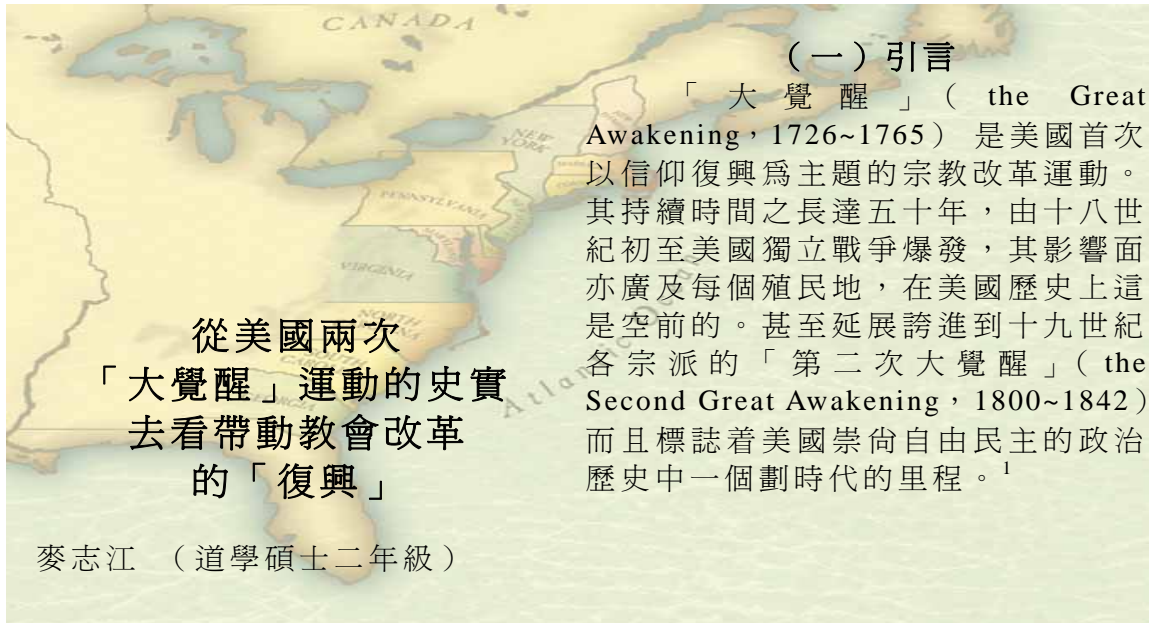 CANADA
NEW
YORK
PENNSYLVANIA
MARYLAND
VIRGINIA
NORTH
GEORGIA
Atlantic Ocean
從美國兩次
「大覺醒」運動的史實
去看帶動教會改革
的「復興」
麥志江 （道學碩士二年級）
（一）引言
「大覺醒」（ the Great
Awakening，1726~1765） 是美國首次
以信仰復興爲主題的宗教改革運動。
其持續時間之長達五十年，由十八世
紀初至美國獨立戰爭爆發，其影響面
亦廣及每個殖民地，在美國歷史上這
是空前的。甚至延展誇進到十九世紀
各宗派的「第二次大覺醒」（ the
Second Great Awakening，1800~1842）
而且標誌着美國崇尙自由民主的政治
歷史中一個劃時代的里程。1